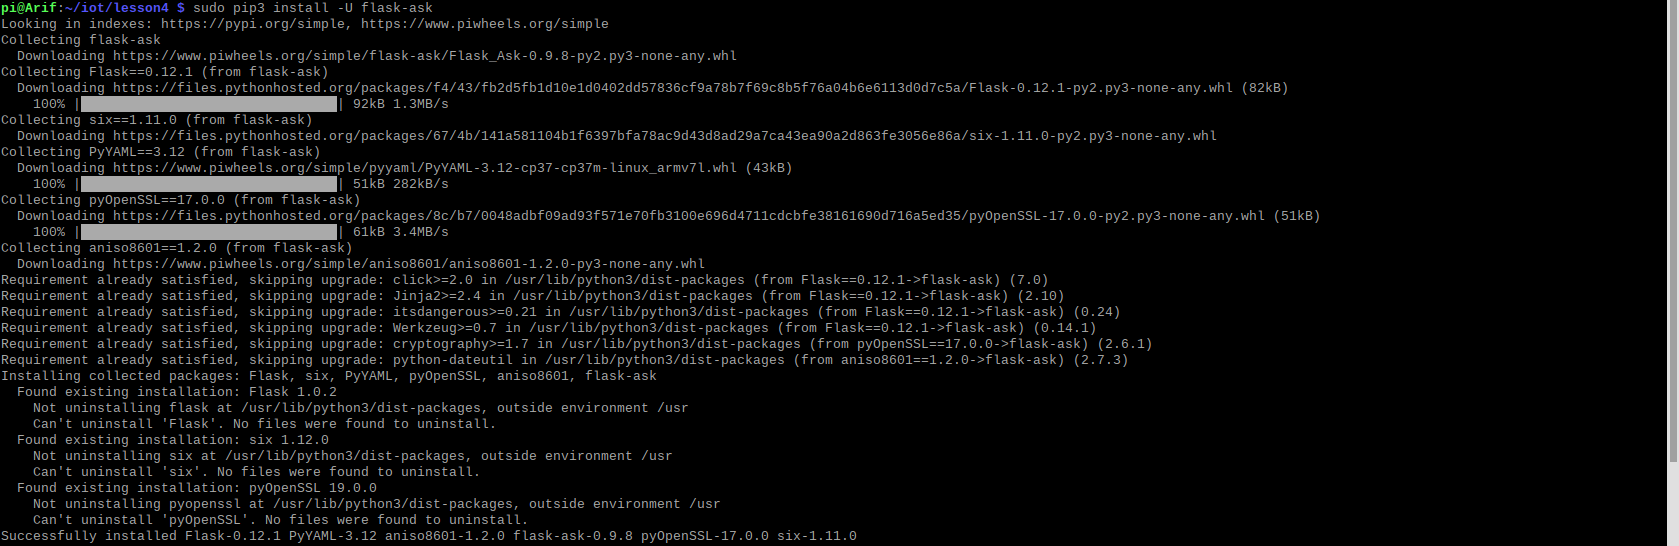 pi@Arif:~/iot/lesson4 $ sudo pip3 install -U flask-ask
Looking in indexes: https://pypi.org/simple, https://www.piwheels.org/simple
Collecting flask-ask
  Downloading https://www.piwheels.org/simple/flask-ask/Flask_Ask-0.9.8-py2.py3-none-any.whl
Collecting Flask==0.12.1 (from flask-ask)
  Downloading https://files.pythonhosted.org/packages/f4/43/fb2d5fb1d10e1d0402dd57836cf9a78b7f69c8b5f76a04b6e6113d0d7c5a/Flask-0.12.1-py2.py3-none-any.whl (82kB)
    100% |████████████████████████████████| 92kB 1.3MB/s
Collecting six==1.11.0 (from flask-ask)
  Downloading https://files.pythonhosted.org/packages/67/4b/141a581104b1f6397bfa78ac9d43d8ad29a7ca43ea90a2d863fe3056e86a/six-1.11.0-py2.py3-none-any.whl
Collecting PyYAML==3.12 (from flask-ask)
  Downloading https://www.piwheels.org/simple/pyyaml/PyYAML-3.12-cp37-cp37m-linux_armv7l.whl (43kB)
    100% |████████████████████████████████| 51kB 282kB/s
Collecting pyOpenSSL==17.0.0 (from flask-ask)
  Downloading https://files.pythonhosted.org/packages/8c/b7/0048adbf09ad93f571e70fb3100e696d4711cdcbfe38161690d716a5ed35/pyOpenSSL-17.0.0-py2.py3-none-any.whl (51kB)
    100% |████████████████████████████████| 61kB 3.4MB/s
Collecting aniso8601==1.2.0 (from flask-ask)
  Downloading https://www.piwheels.org/simple/aniso8601/aniso8601-1.2.0-py3-none-any.whl
Requirement already satisfied, skipping upgrade: click>=2.0 in /usr/lib/python3/dist-packages (from Flask==0.12.1->flask-ask) (7.0)
Requirement already satisfied, skipping upgrade: Jinja2>=2.4 in /usr/lib/python3/dist-packages (from Flask==0.12.1->flask-ask) (2.10)
Requirement already satisfied, skipping upgrade: itsdangerous>=0.21 in /usr/lib/python3/dist-packages (from Flask==0.12.1->flask-ask) (0.24)
Requirement already satisfied, skipping upgrade: Werkzeug>=0.7 in /usr/lib/python3/dist-packages (from Flask==0.12.1->flask-ask) (0.14.1)
Requirement already satisfied, skipping upgrade: cryptography>=1.7 in /usr/lib/python3/dist-packages (from pyOpenSSL==17.0.0->flask-ask) (2.6.1)
Requirement already satisfied, skipping upgrade: python-dateutil in /usr/lib/python3/dist-packages (from aniso8601==1.2.0->flask-ask) (2.7.3)
Installing collected packages: Flask, six, PyYAML, pyOpenSSL, aniso8601, flask-ask
  Found existing installation: Flask 1.0.2
    Not uninstalling flask at /usr/lib/python3/dist-packages, outside environment /usr
    Can't uninstall 'Flask'. No files were found to uninstall.
  Found existing installation: six 1.12.0
    Not uninstalling six at /usr/lib/python3/dist-packages, outside environment /usr
    Can't uninstall 'six'. No files were found to uninstall.
  Found existing installation: pyOpenSSL 19.0.0
    Not uninstalling pyopenssl at /usr/lib/python3/dist-packages, outside environment /usr
    Can't uninstall 'pyOpenSSL'. No files were found to uninstall.
Successfully installed Flask-0.12.1 PyYAML-3.12 aniso8601-1.2.0 flask-ask-0.9.8 pyOpenSSL-17.0.0 six-1.11.0